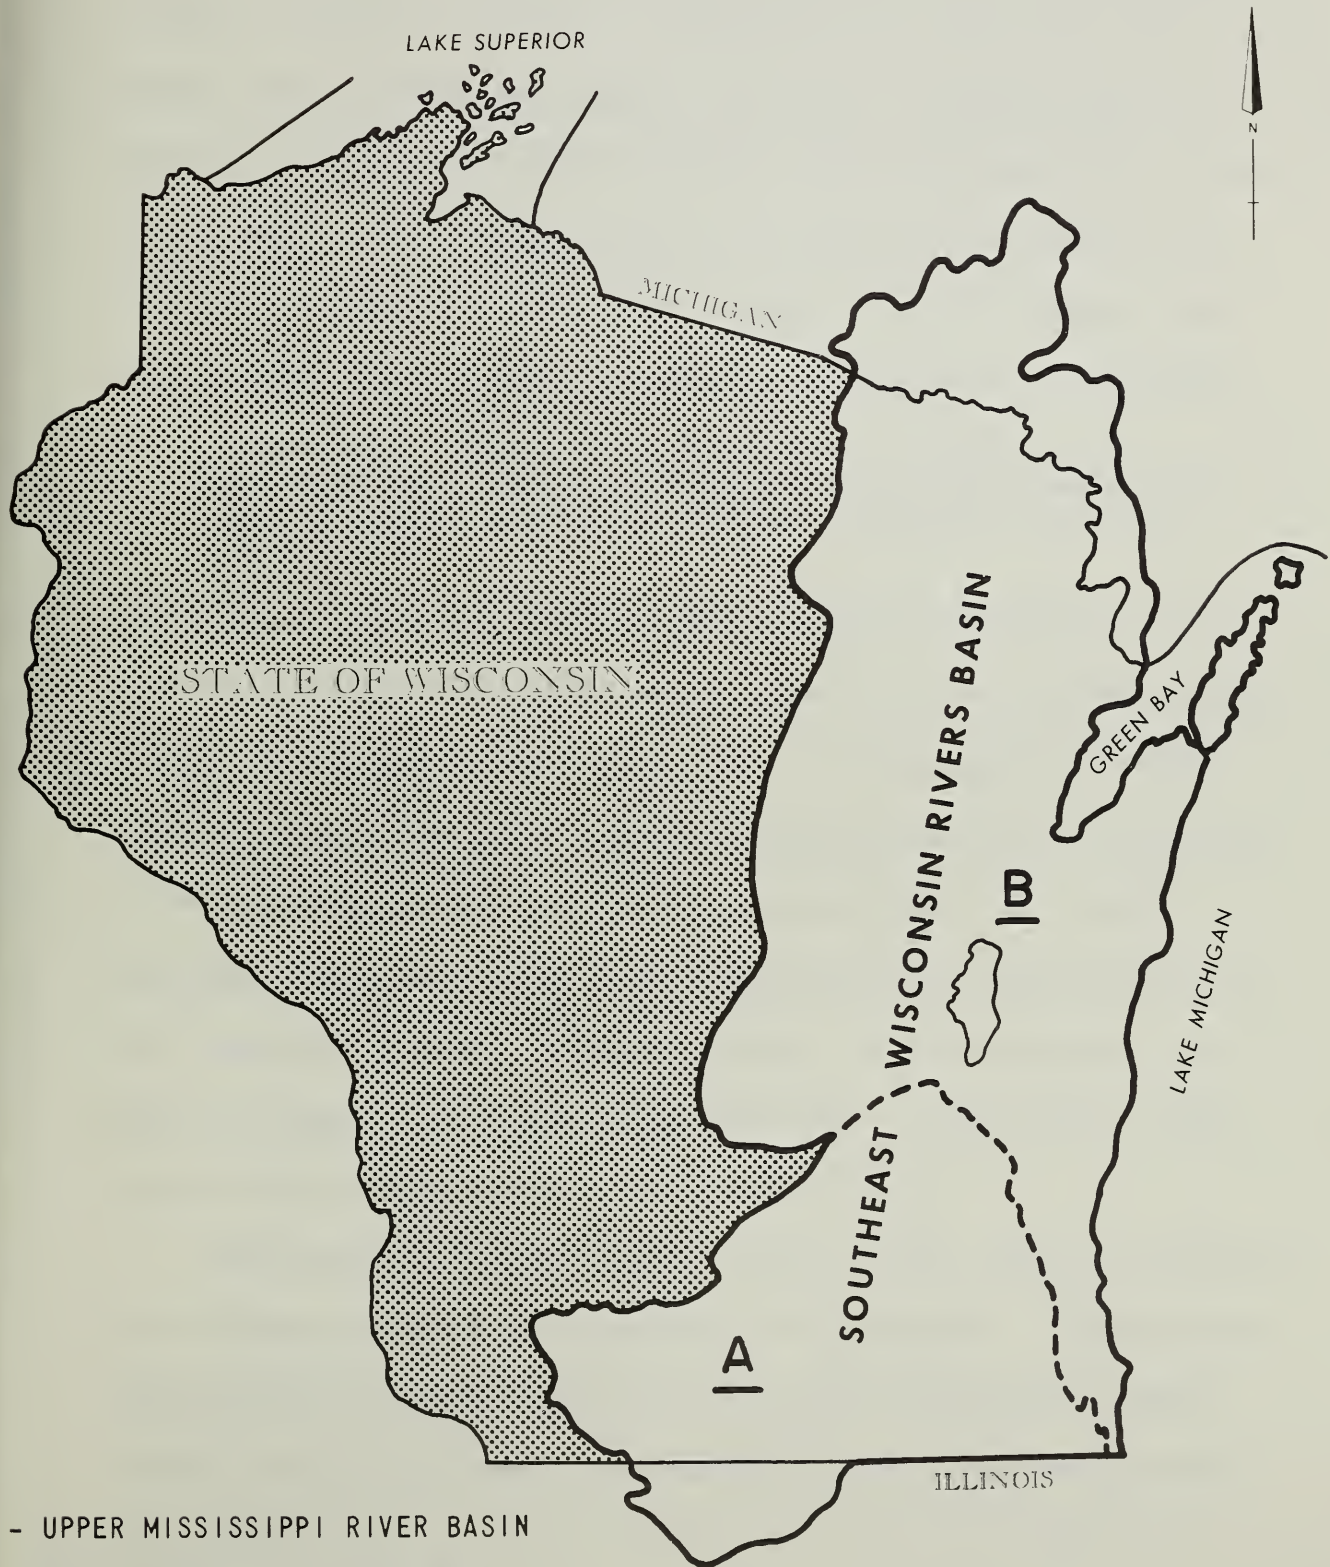 LAKE SUPERIOR
N
MICHIGAN
STATE OF WISCONSIN
SOUTHEAST WISCONSIN RIVERS BASIN
GREEN BAY
B
LAKE MICHIGAN
A
ILLINOIS
- UPPER MISSISSIPPI RIVER BASIN